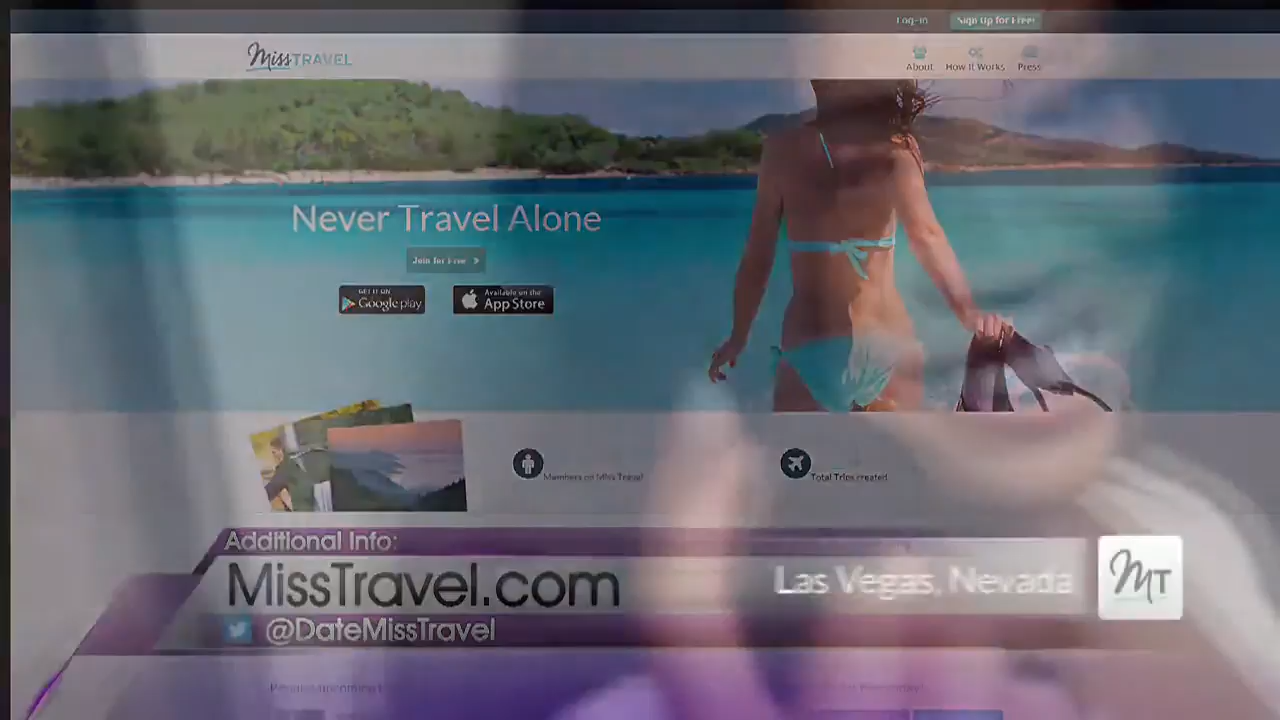 Log-In
Sign Up for Free!
Miss TRAVEL
About
How It Works
Press
Never Travel Alone
Join for Free
GET IT ON
Google play
Available on the
App Store
Members on Miss Travel
Total Trips created
Additional Info:
MissTravel.com
Las Vegas, Nevada
MT
@DateMissTravel